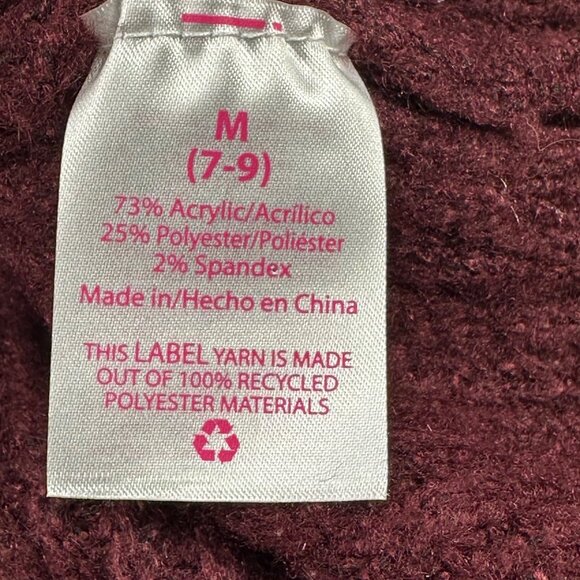 M
(7-9)
73% Acrylic/Acrílico
25% Polyester/Poliéster
2% Spandex
Made in/Hecho en China
THIS LABEL YARN IS MADE
OUT OF 100% RECYCLED
POLYESTER MATERIALS